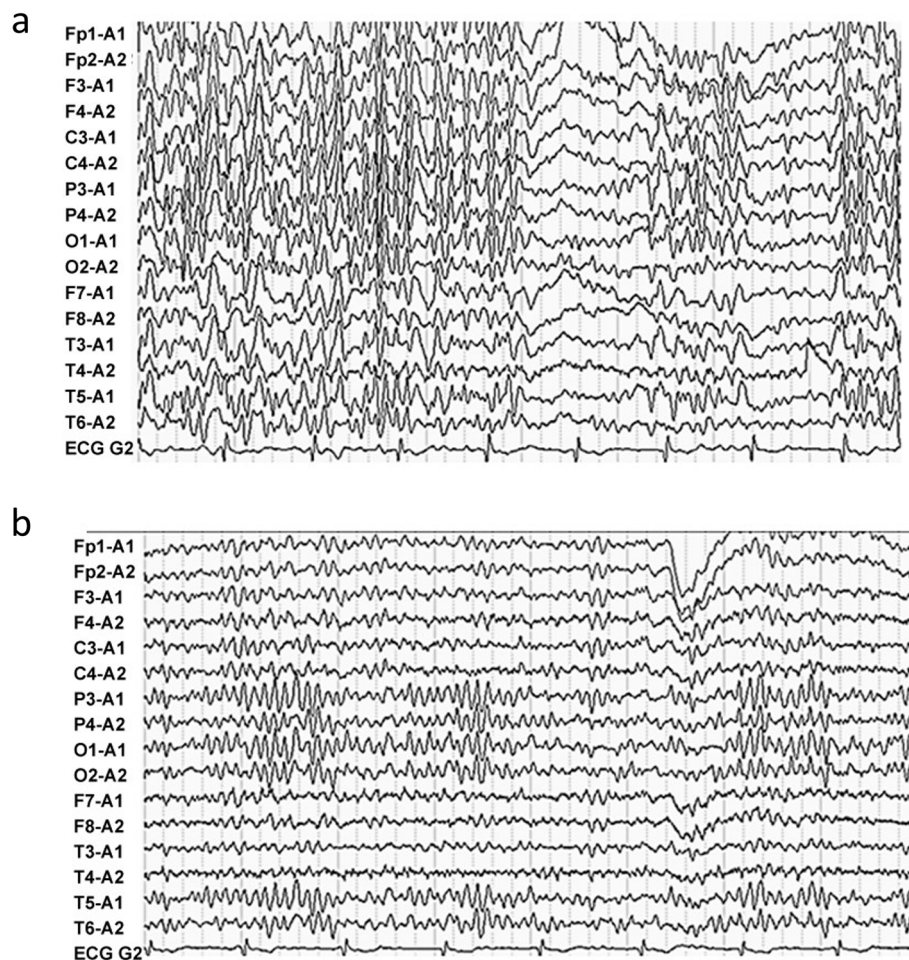 a
Fp1-A1
Fp2-A2
F3-A1
F4-A2
C3-A1
C4-A2
P3-A1
P4-A2
O1-A1
O2-A2
F7-A1
F8-A2
T3-A1
T4-A2
T5-A1
T6-A2
ECG G2
b
Fp1-A1
Fp2-A2
F3-A1
F4-A2
C3-A1
C4-A2
P3-A1
P4-A2
O1-A1
O2-A2
F7-A1
F8-A2
T3-A1
T4-A2
T5-A1
T6-A2
ECG G2